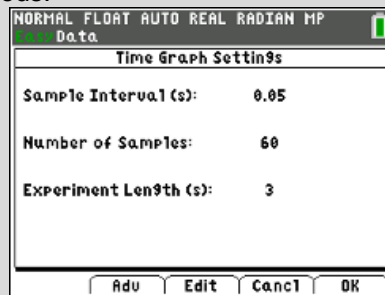 NORMAL FLOAT AUTO REAL RADIAN MP
EasyData
Time Graph Settings
Sample Interval (s): 0.05
Number of Samples: 60
Experiment Length (s): 3
Adv Edit Cancl OK